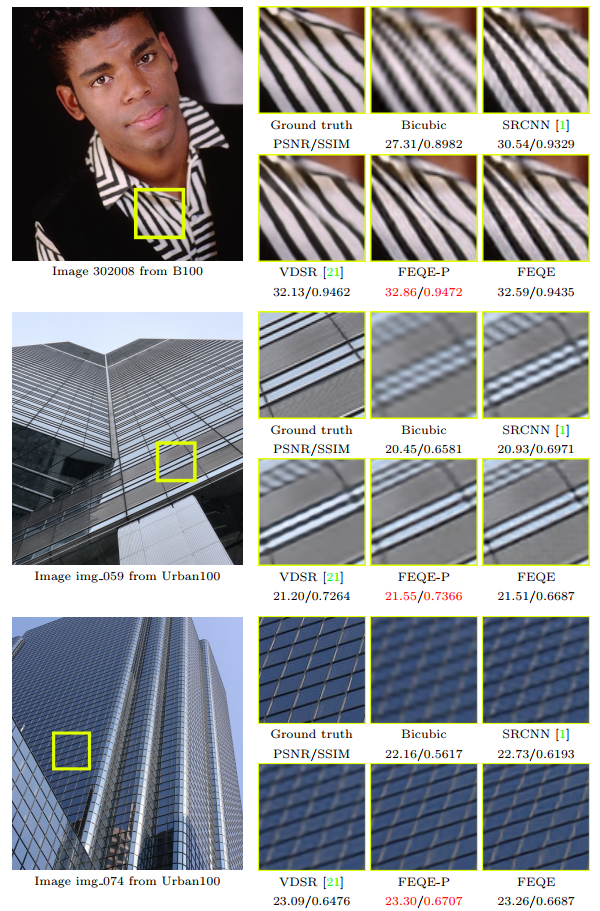 Ground truth Bicubic SRCNN [1]
PSNR/SSIM 27.31/0.8982 30.54/0.9329
VDSR [21] FEQE-P FEQE
Image 302008 from B100
32.13/0.9462 32.86/0.9472 32.59/0.9435
Ground truth Bicubic SRCNN [1]
PSNR/SSIM 20.45/0.6581 20.93/0.6971
VDSR [21] FEQE-P FEQE
Image img_059 from Urban100
21.20/0.7264 21.55/0.7366 21.51/0.6687
Ground truth Bicubic SRCNN [1]
PSNR/SSIM 22.16/0.5617 22.73/0.6193
VDSR [21] FEQE-P FEQE
Image img_074 from Urban100
23.09/0.6476 23.30/0.6707 23.26/0.6687